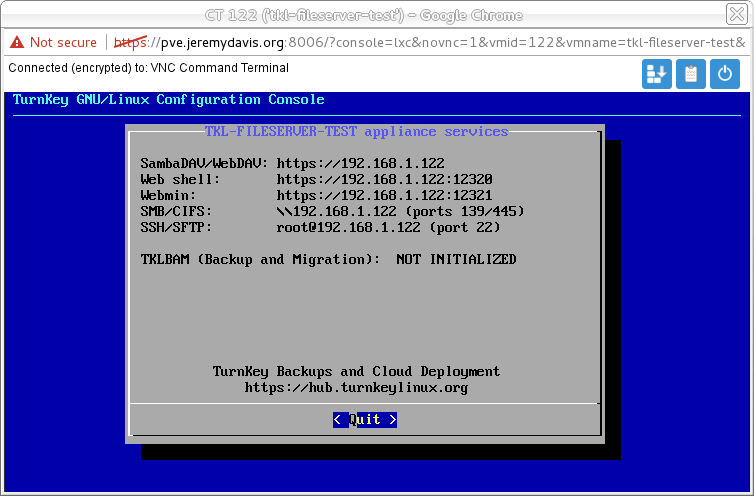 CT 122 ('tkl-fileserver-test') – Google Chrome
Not secure | https://pve.jeremydavis.org:8006/?console=lxc&novnc=1&vmid=122&vmname=tkl-fileserver-test&
Connected (encrypted) to: VNC Command Terminal
TurnKey GNU/Linux Configuration Console
TKL-FILESERVER-TEST appliance services
SambaDAV/WebDAV: https://192.168.1.122
Web shell: https://192.168.1.122:12320
Webmin: https://192.168.1.122:12321
SMB/CIFS: \\192.168.1.122 (ports 139/445)
SSH/SFTP: root@192.168.1.122 (port 22)
TKLBAM (Backup and Migration): NOT INITIALIZED
TurnKey Backups and Cloud Deployment
https://hub.turnkeylinux.org
< Quit >